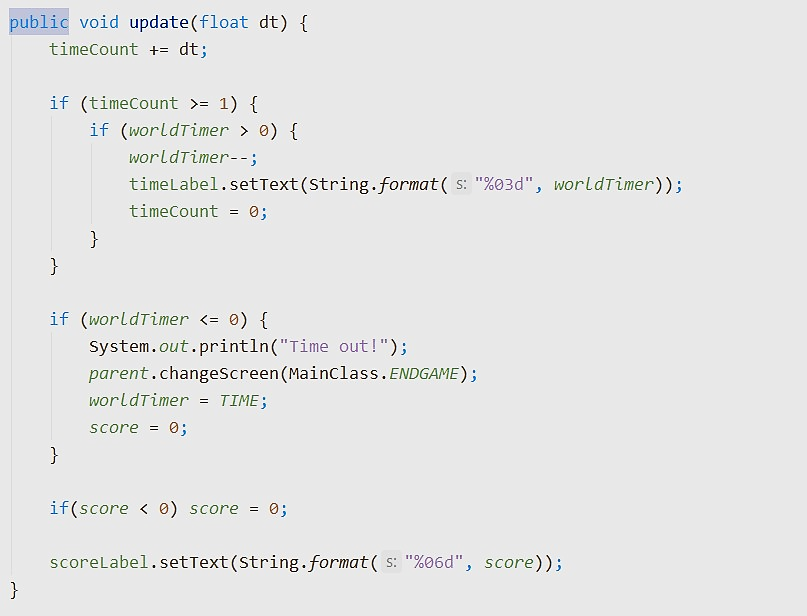 public void update(float dt) {
    timeCount += dt;

    if (timeCount >= 1) {
        if (worldTimer > 0) {
            worldTimer--;
            timeLabel.setText(String.format( s: "%03d", worldTimer));
            timeCount = 0;
        }
    }

    if (worldTimer <= 0) {
        System.out.println("Time out!");
        parent.changeScreen(MainClass.ENDGAME);
        worldTimer = TIME;
        score = 0;
    }

    if(score < 0) score = 0;

    scoreLabel.setText(String.format( s: "%06d", score));
}